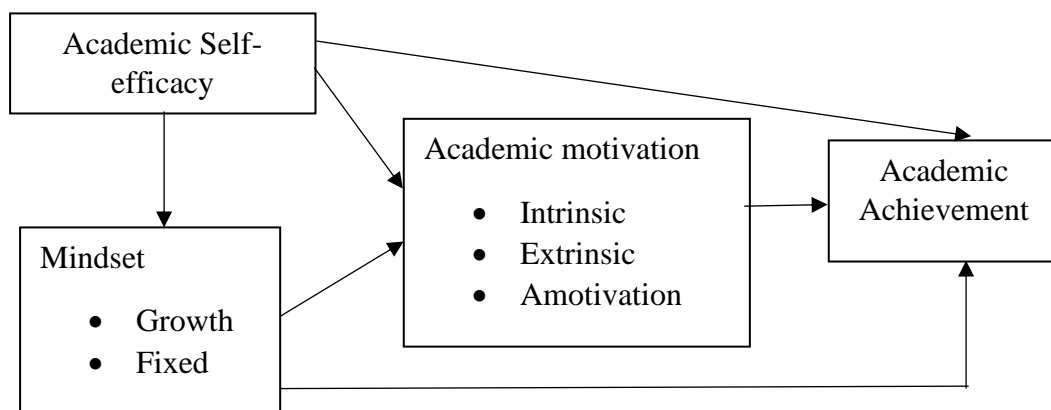 Academic Self-
efficacy
Mindset
• Growth
• Fixed
Academic motivation
• Intrinsic
• Extrinsic
• Amotivation
Academic
Achievement